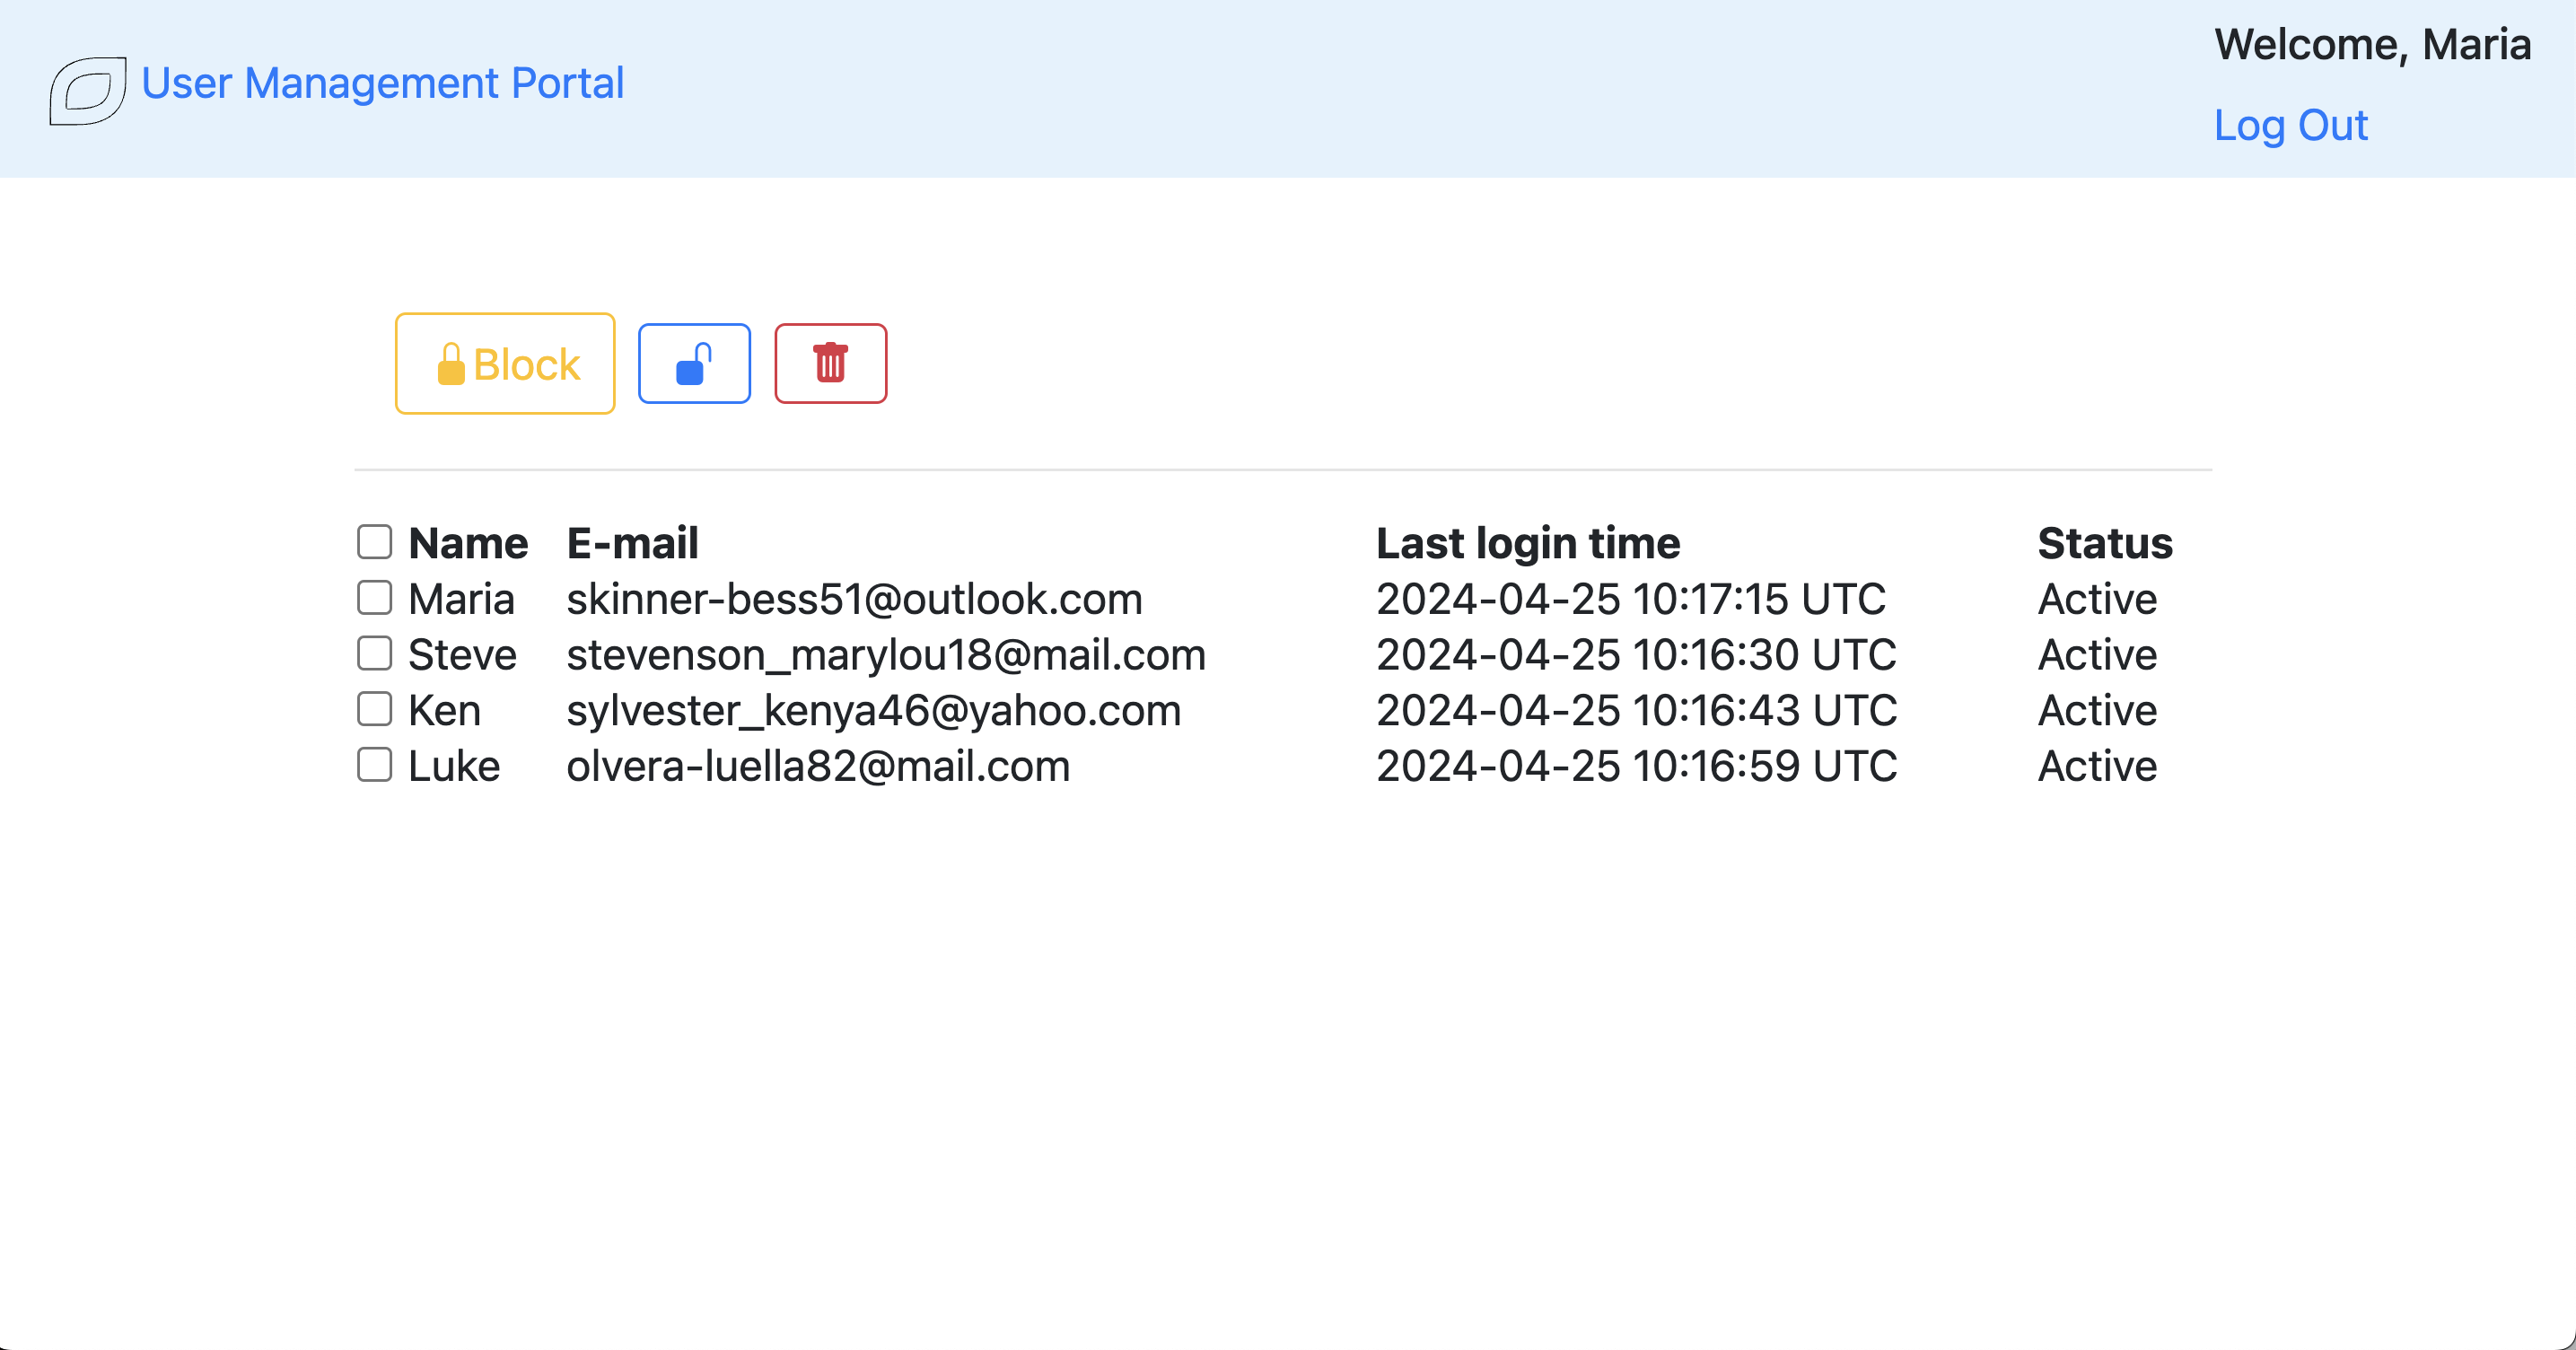 User Management Portal
Welcome, Maria
Log Out
Block
Name E-mail Last login time Status
Maria skinner-bess51@outlook.com 2024-04-25 10:17:15 UTC Active
Steve stevenson_marylou18@mail.com 2024-04-25 10:16:30 UTC Active
Ken sylvester_kenya46@yahoo.com 2024-04-25 10:16:43 UTC Active
Luke olvera-luella82@mail.com 2024-04-25 10:16:59 UTC Active